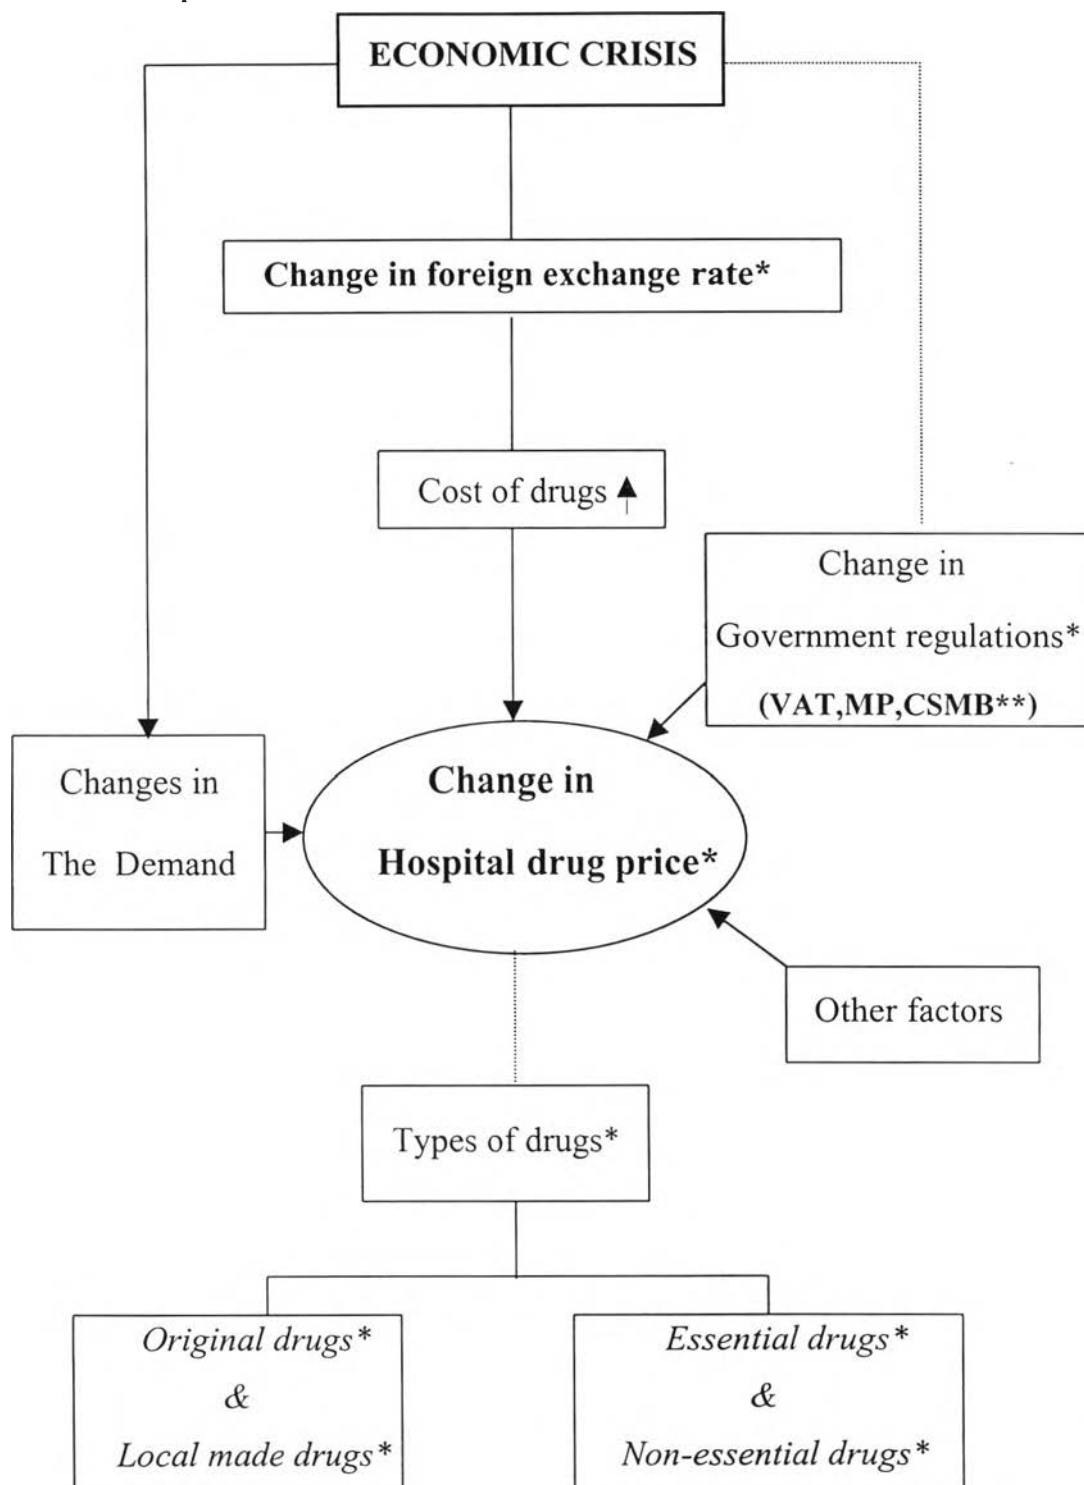 ECONOMIC CRISIS
Change in foreign exchange rate*
Cost of drugs
Change in
Government regulations*
(VAT,MP,CSMB**)
Changes in
The Demand
Change in
Hospital drug price*
Other factors
Types of drugs*
Original drugs*
&
Local made drugs*
Essential drugs*
&
Non-essential drugs*